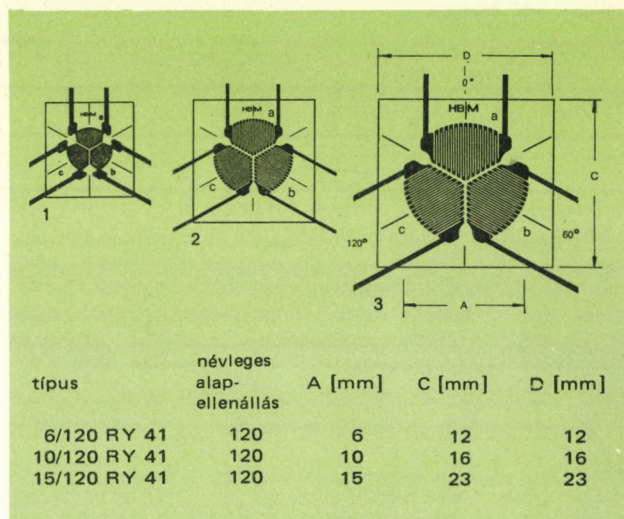 D
0°
HBM
a
HBM
a
HBM
a
C
c
b
c
b
c
b
1
2
120°
60°
3
A
típus
névleges
alap-
ellenállás
A [mm]
C [mm]
D [mm]
6/120 RY 41 120 6 12 12
10/120 RY 41 120 10 16 16
15/120 RY 41 120 15 23 23